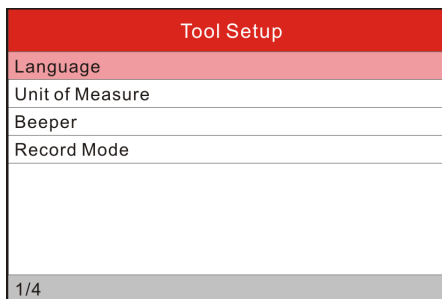 Tool Setup
Language
Unit of Measure
Beeper
Record Mode
1/4